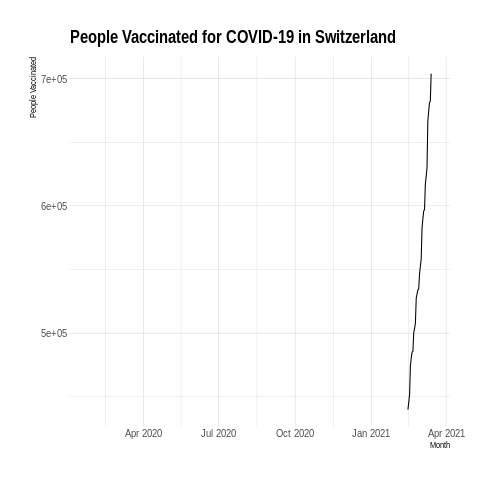 People Vaccinated for COVID-19 in Switzerland
People Vaccinated
7e+05
6e+05
5e+05
Apr 2020 Jul 2020 Oct 2020 Jan 2021 Apr 2021
Month